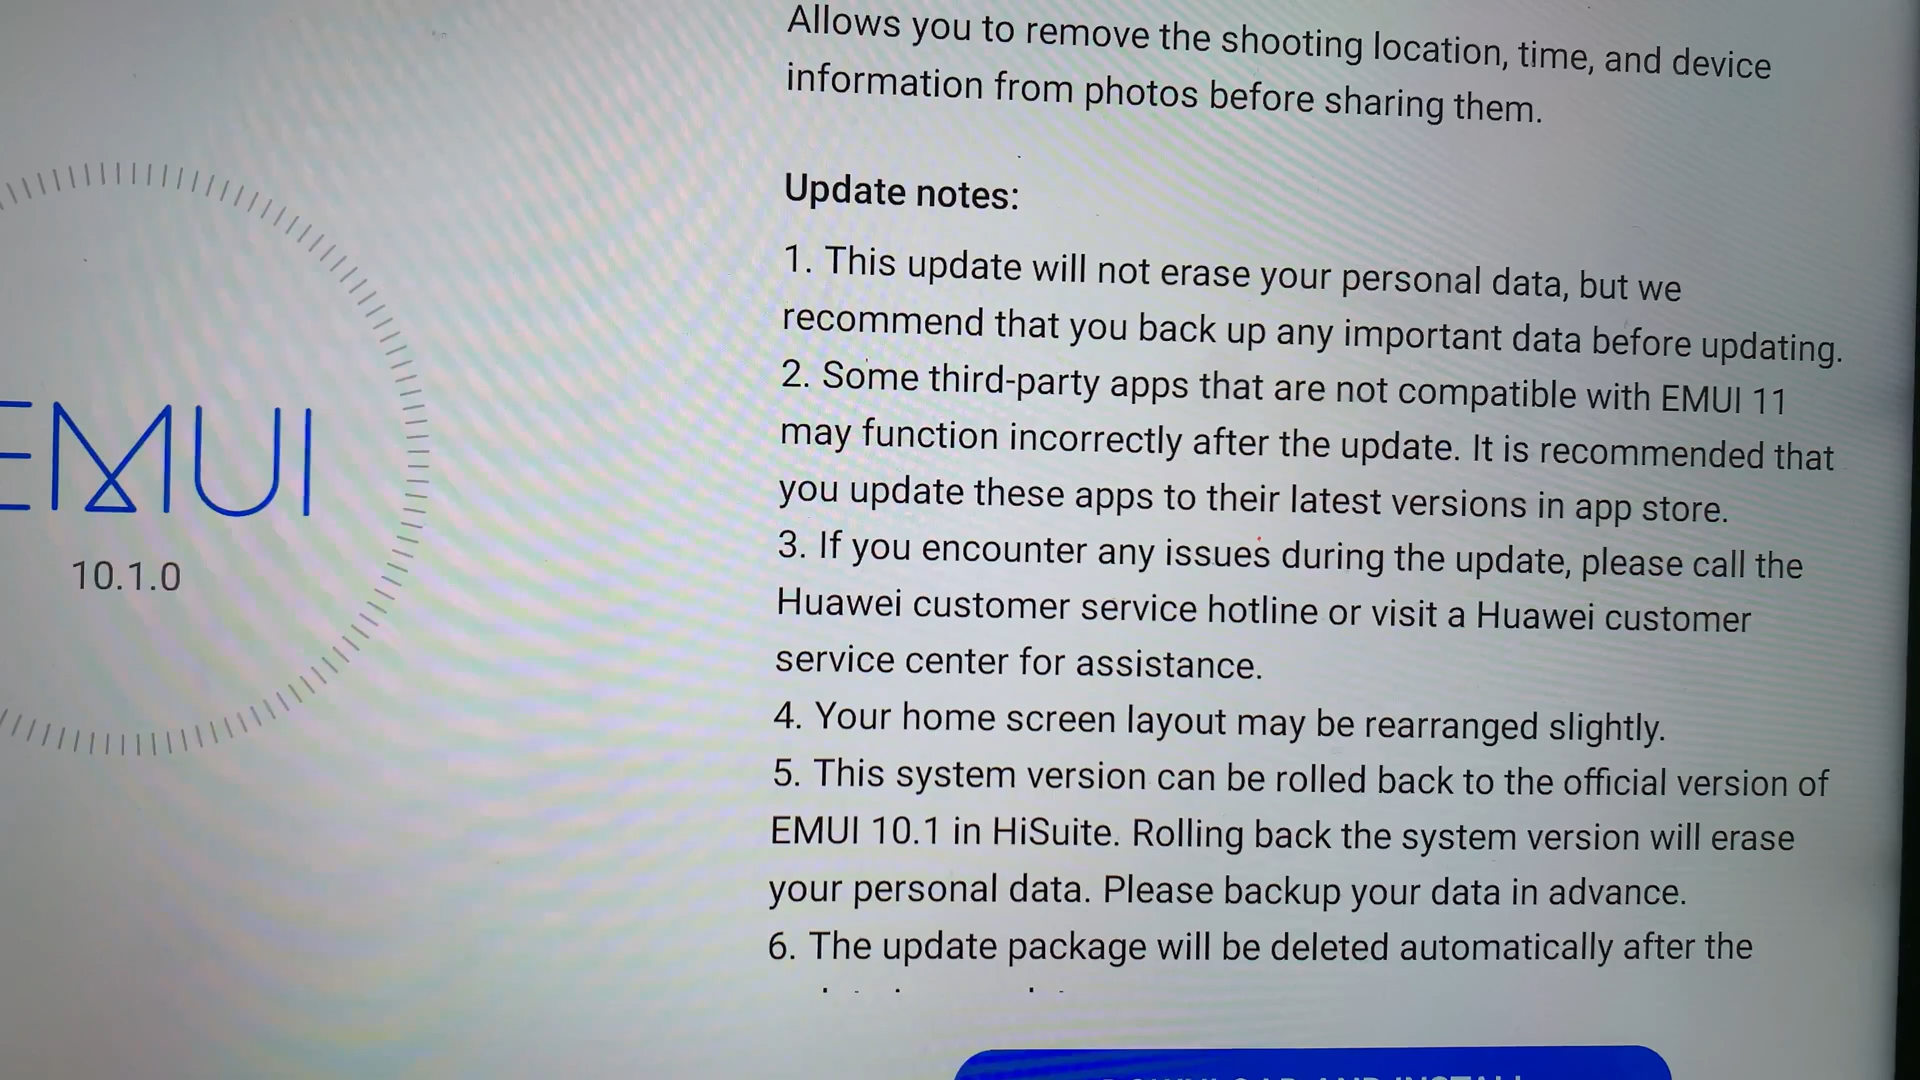 EMUI
10.1.0
Allows you to remove the shooting location, time, and device
information from photos before sharing them.
Update notes:
1. This update will not erase your personal data, but we
recommend that you back up any important data before updating.
2. Some third-party apps that are not compatible with EMUI 11
may function incorrectly after the update. It is recommended that
you update these apps to their latest versions in app store.
3. If you encounter any issues during the update, please call the
Huawei customer service hotline or visit a Huawei customer
service center for assistance.
4. Your home screen layout may be rearranged slightly.
5. This system version can be rolled back to the official version of
EMUI 10.1 in HiSuite. Rolling back the system version will erase
your personal data. Please backup your data in advance.
6. The update package will be deleted automatically after the